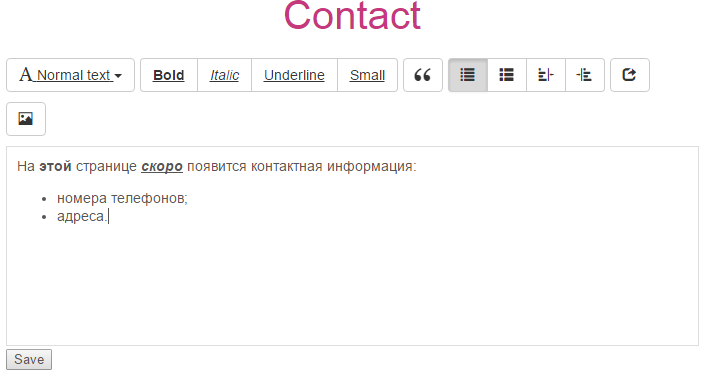 Contact
A Normal text Bold Italic Underline Small “
На этой странице скоро появится контактная информация:
• номера телефонов;
• адреса.
Save